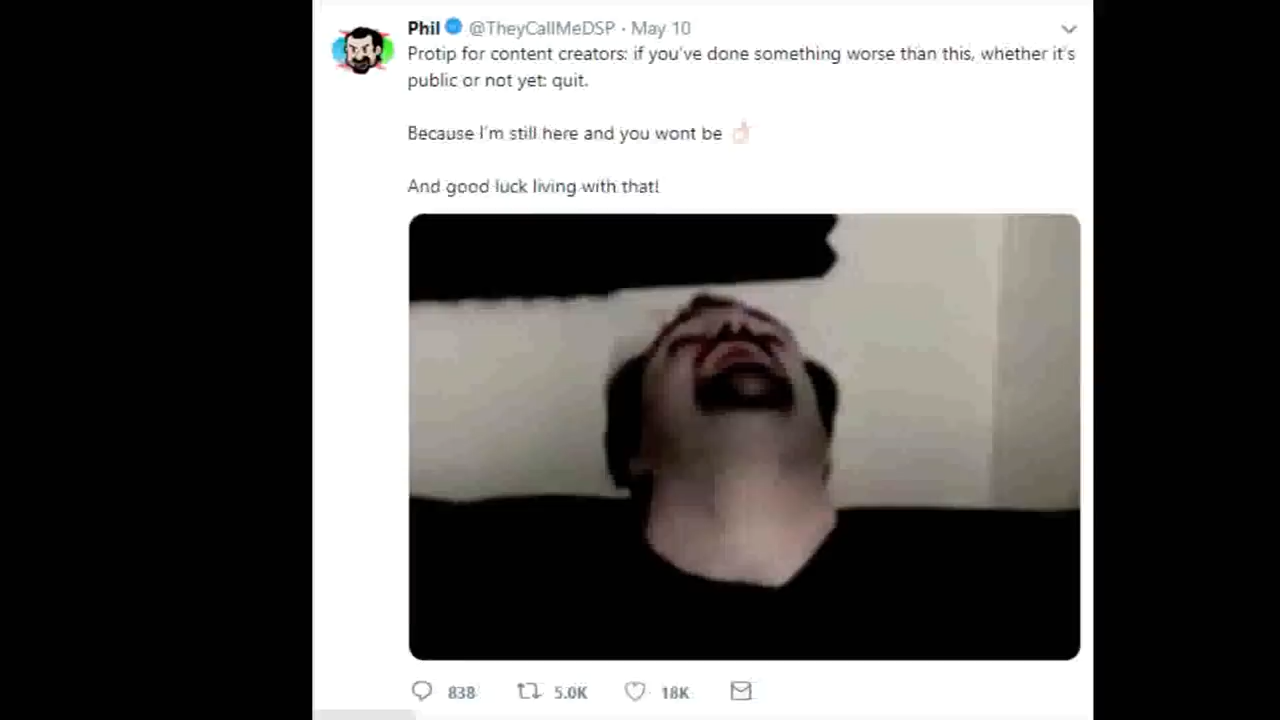 Phil @TheyCallMeDSP · May 10
Protip for content creators: if you've done something worse than this, whether it's
public or not yet: quit.
Because I'm still here and you wont be
And good luck living with that!
838 5.0K 18K